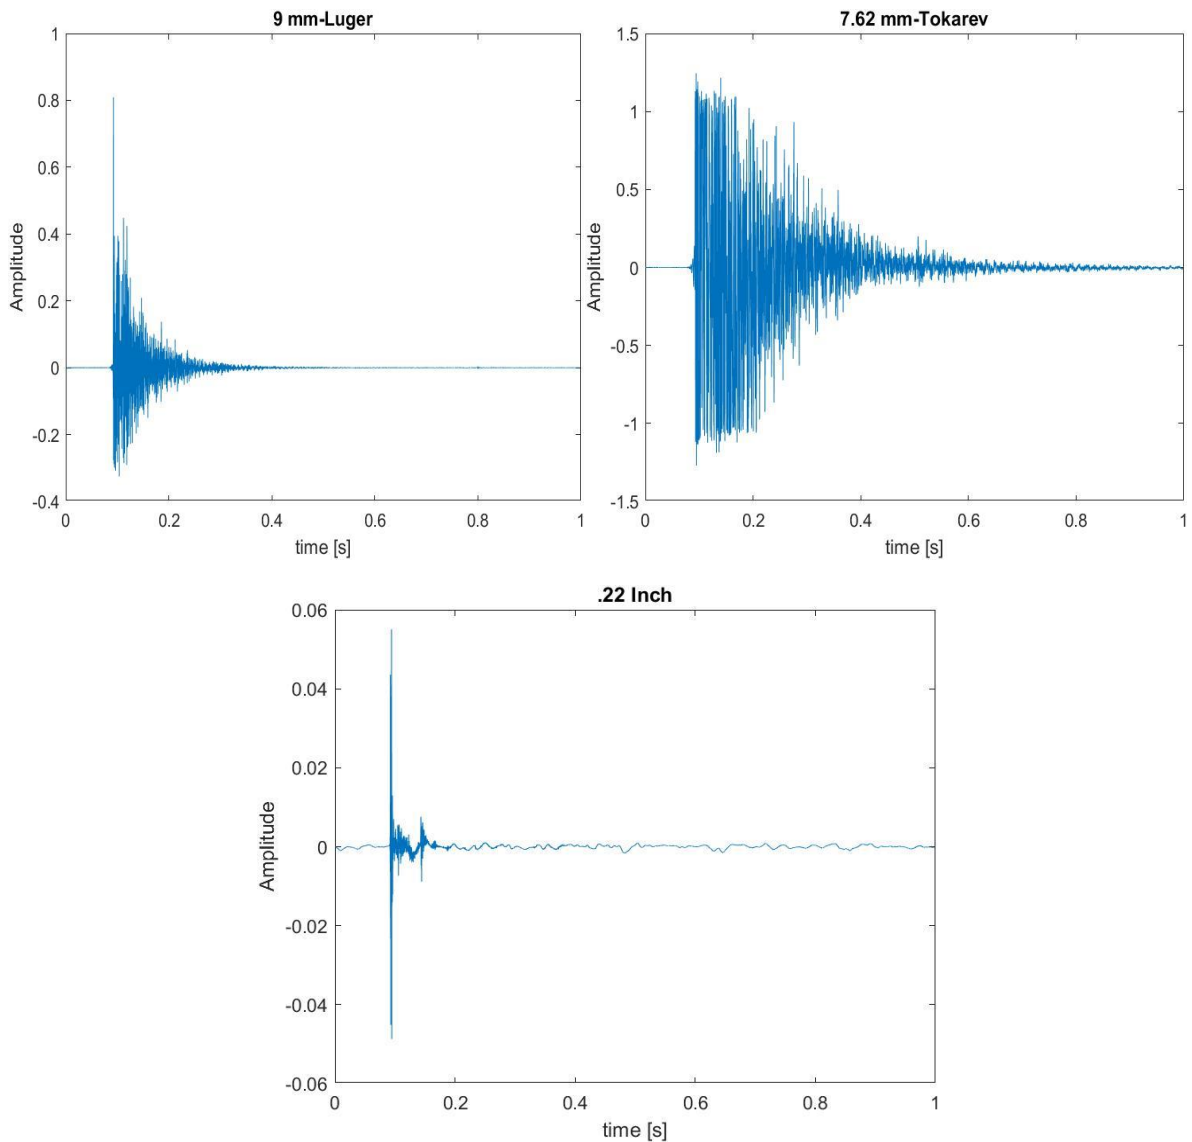 9 mm-Luger
1
0.8
0.6
0.4
0.2
0
-0.2
-0.4
Amplitude
0 0.2 0.4 0.6 0.8 1
time [s]
7.62 mm-Tokarev
1.5
1
0.5
0
-0.5
-1
-1.5
Amplitude
0 0.2 0.4 0.6 0.8 1
time [s]
.22 Inch
0.06
0.04
0.02
0
-0.02
-0.04
-0.06
Amplitude
0 0.2 0.4 0.6 0.8 1
time [s]